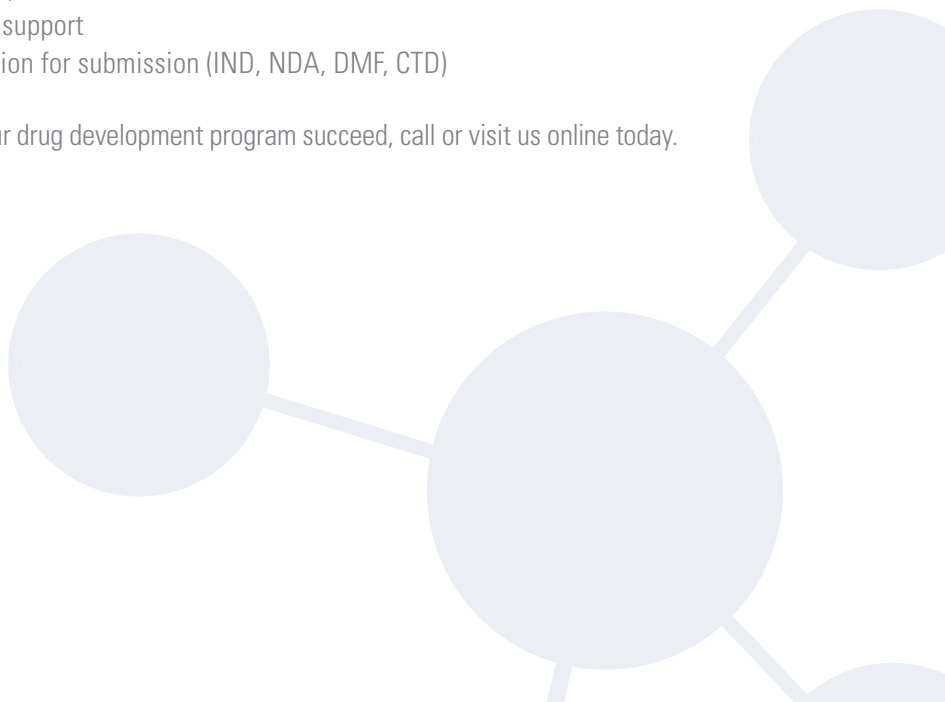 support
ion for submission (IND, NDA, DMF, CTD)
r drug development program succeed, call or visit us online today.